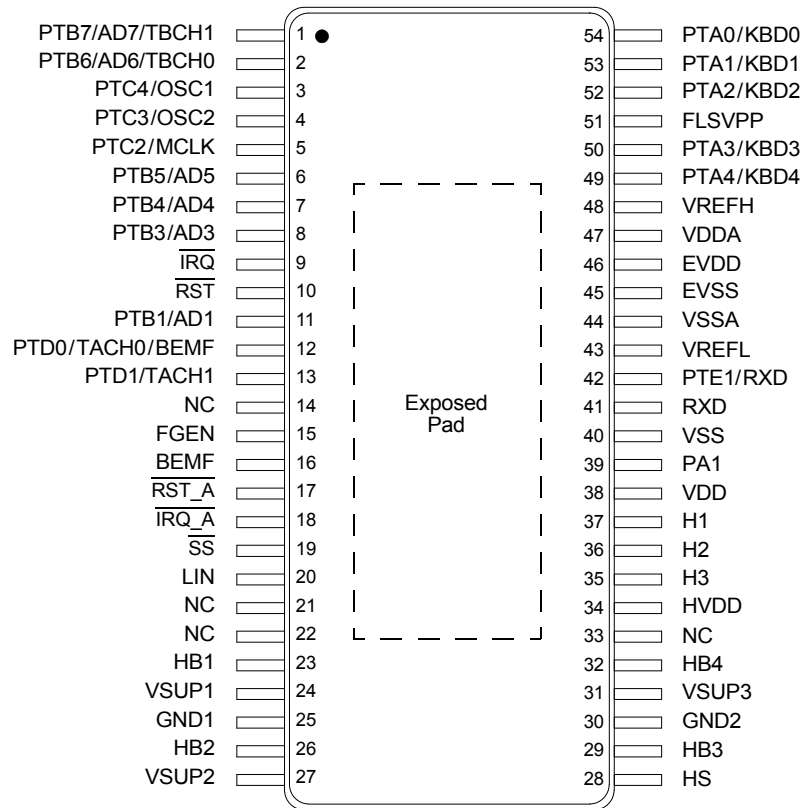 PTB7/AD7/TBCH1 1 54 PTA0/KBD0
PTB6/AD6/TBCH0 2 53 PTA1/KBD1
PTC4/OSC1 3 52 PTA2/KBD2
PTC3/OSC2 4 51 FLSVPP
PTC2/MCLK 5 50 PTA3/KBD3
PTB5/AD5 6 49 PTA4/KBD4
PTB4/AD4 7 48 VREFH
PTB3/AD3 8 47 VDDA
IRQ 9 46 EVDD
RST 10 45 EVSS
PTB1/AD1 11 44 VSSA
PTD0/TACH0/BEMF 12 43 VREFL
PTD1/TACH1 13 42 PTE1/RXD
NC 14 Exposed 41 RXD
FGEN 15 Pad 40 VSS
BEMF 16 39 PA1
RST_A 17 38 VDD
IRQ_A 18 37 H1
SS 19 36 H2
LIN 20 35 H3
NC 21 34 HVDD
NC 22 33 NC
HB1 23 32 HB4
VSUP1 24 31 VSUP3
GND1 25 30 GND2
HB2 26 29 HB3
VSUP2 27 28 HS